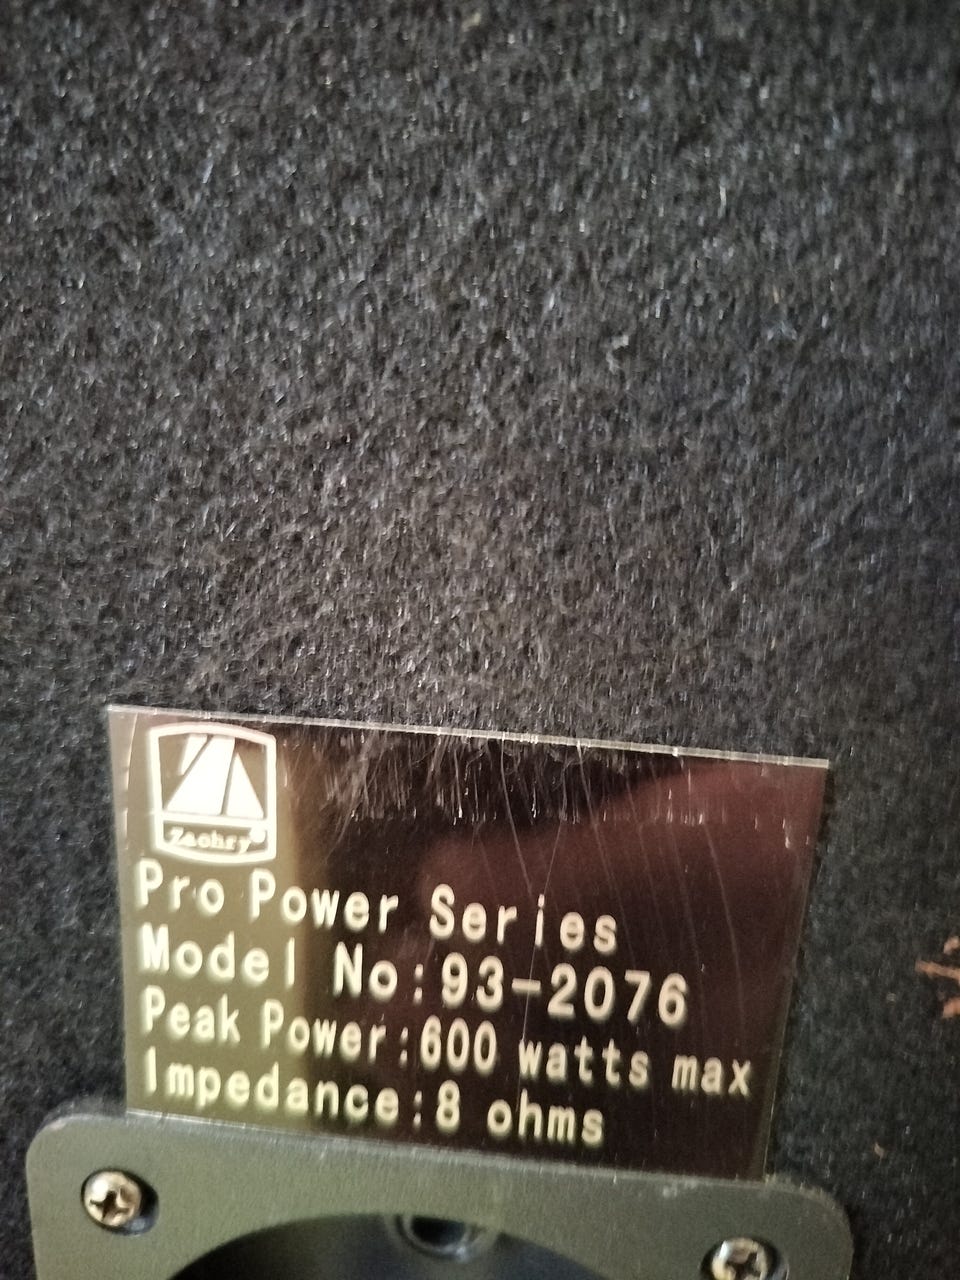 Zachry®
Pro Power Series
Model No:93-2076
Peak Power:600 watts max
Impedance:8 ohms